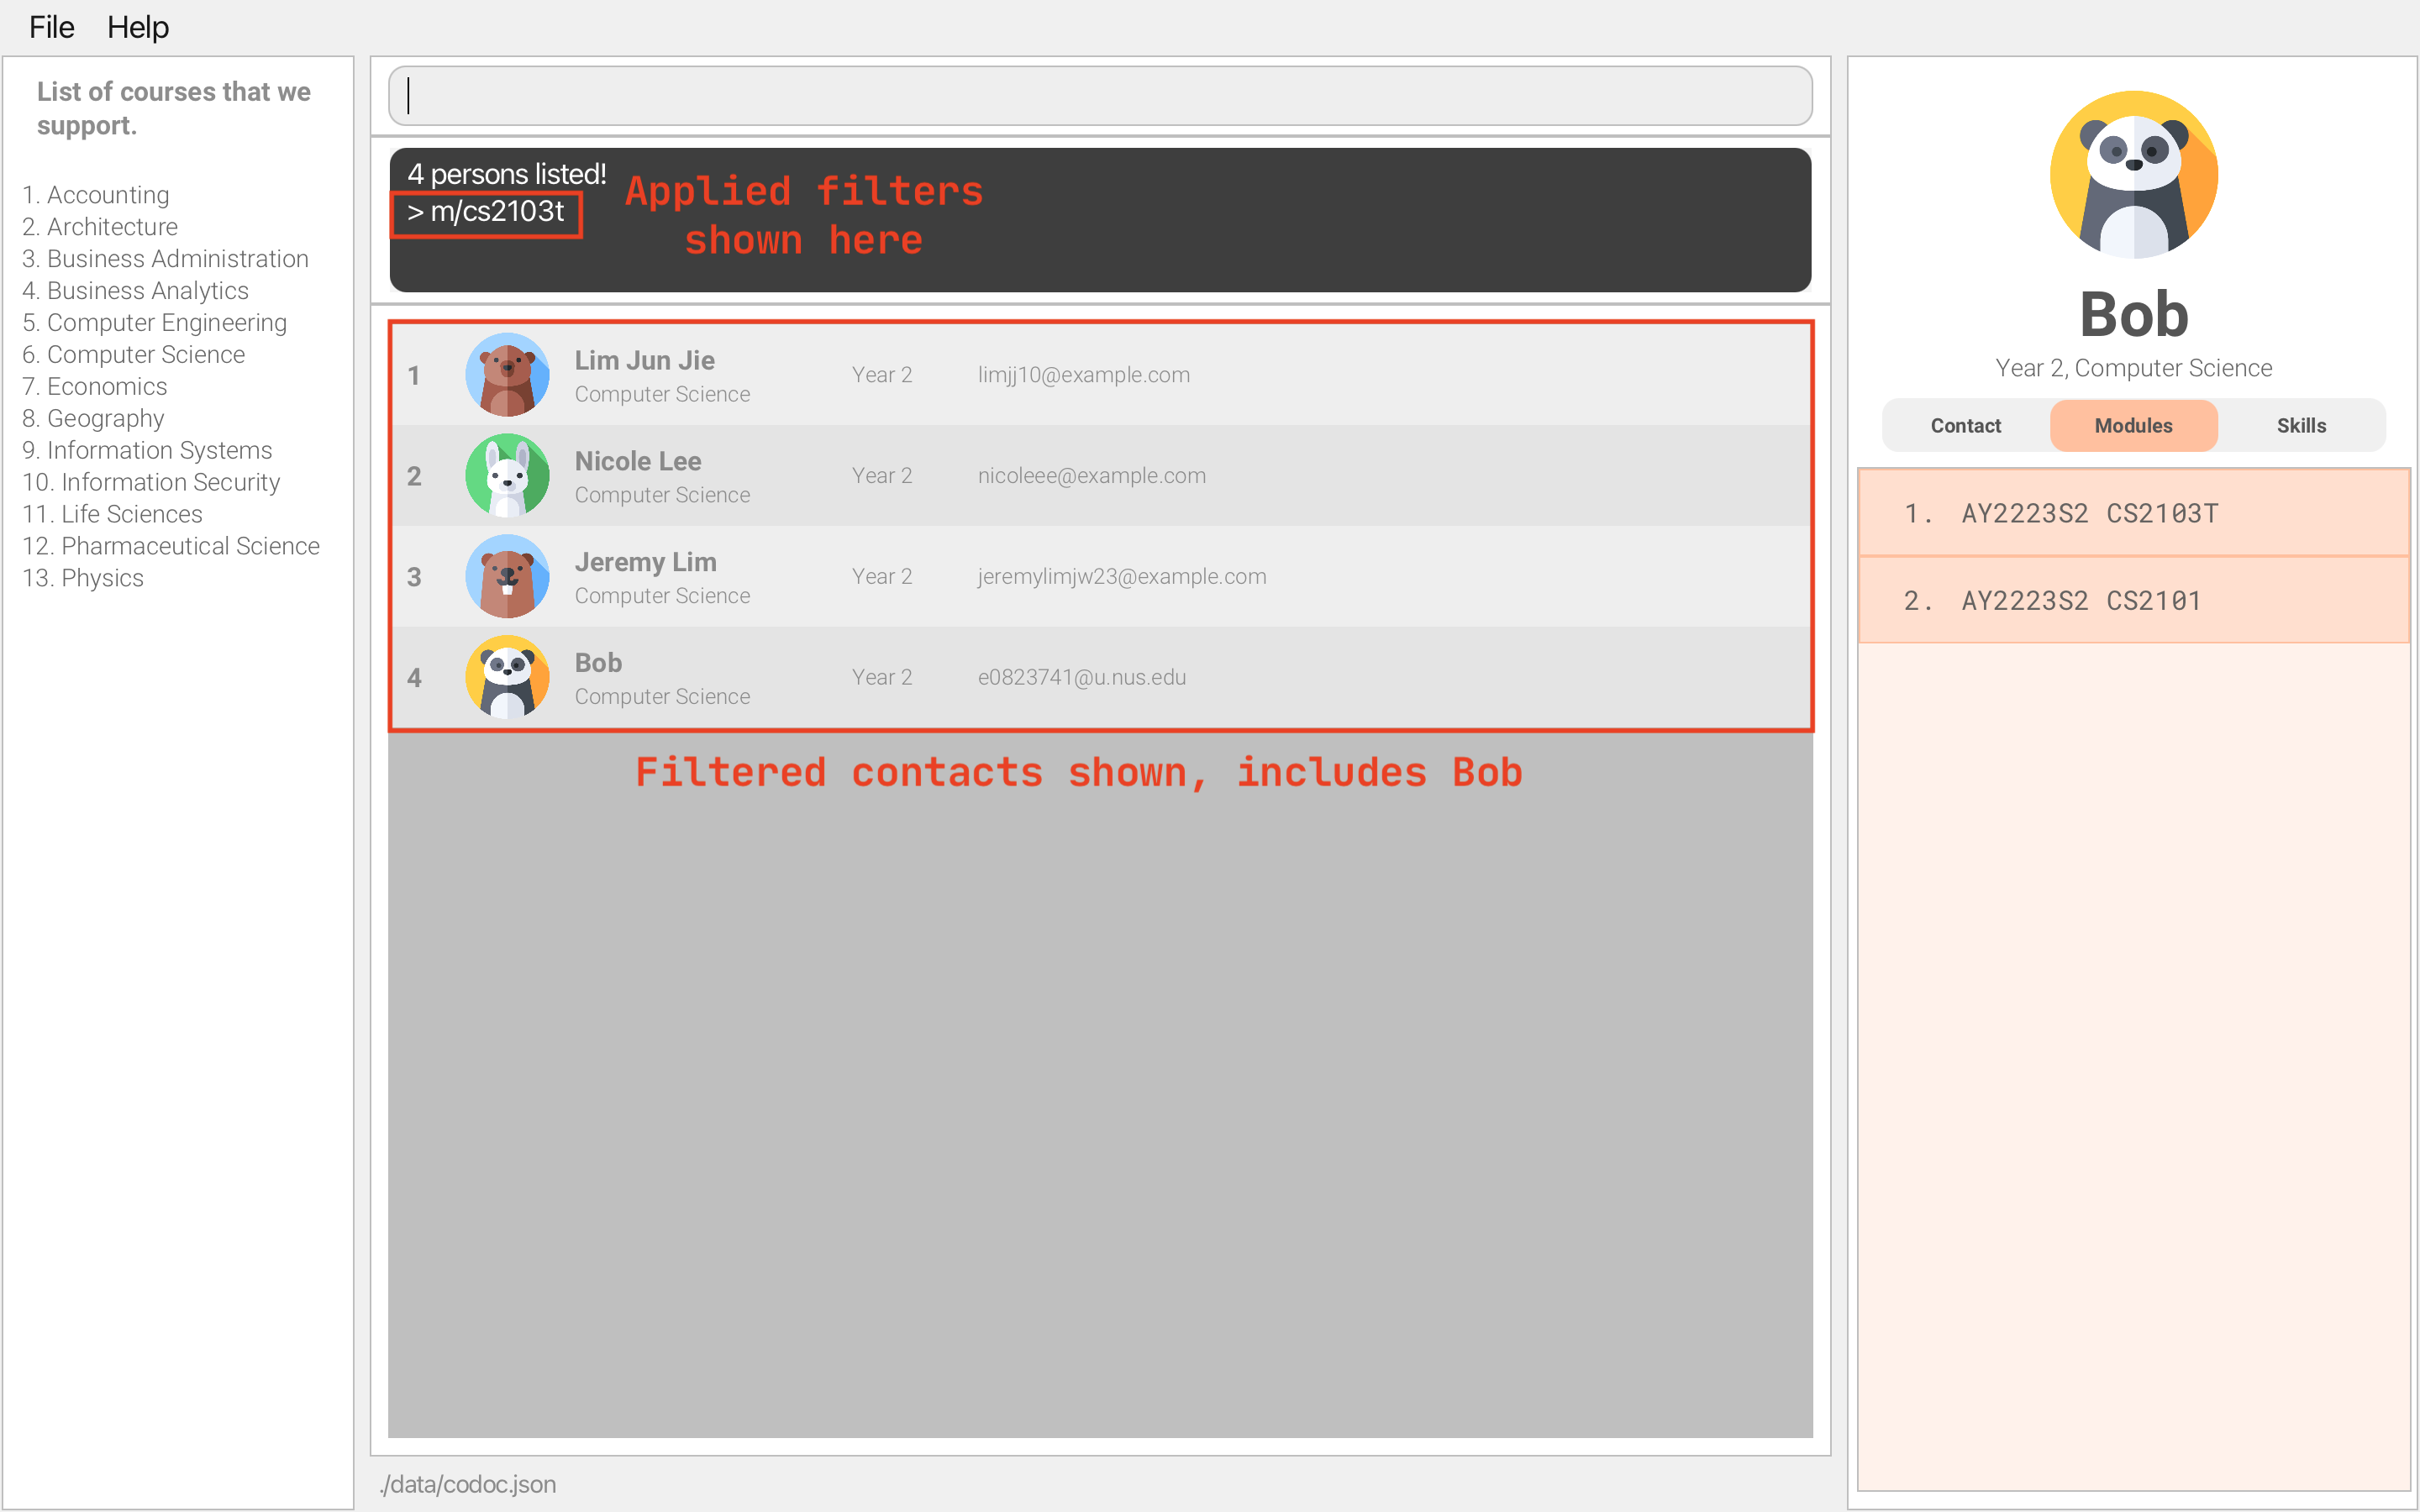 File Help
List of courses that we
support.
1. Accounting
2. Architecture
3. Business Administration
4. Business Analytics
5. Computer Engineering
6. Computer Science
7. Economics
8. Geography
9. Information Systems
10. Information Security
11. Life Sciences
12. Pharmaceutical Science
13. Physics
4 persons listed!
> m/cs2103t
Applied filters
shown here
1 Lim Jun Jie Year 2 limjj10@example.com
Computer Science
2 Nicole Lee Year 2 nicoleee@example.com
Computer Science
3 Jeremy Lim Year 2 jeremylimjw23@example.com
Computer Science
4 Bob Year 2 e0823741@u.nus.edu
Computer Science
Filtered contacts shown, includes Bob
./data/codoc.json
Bob
Year 2, Computer Science
Contact Modules Skills
1. AY2223S2 CS2103T
2. AY2223S2 CS2101